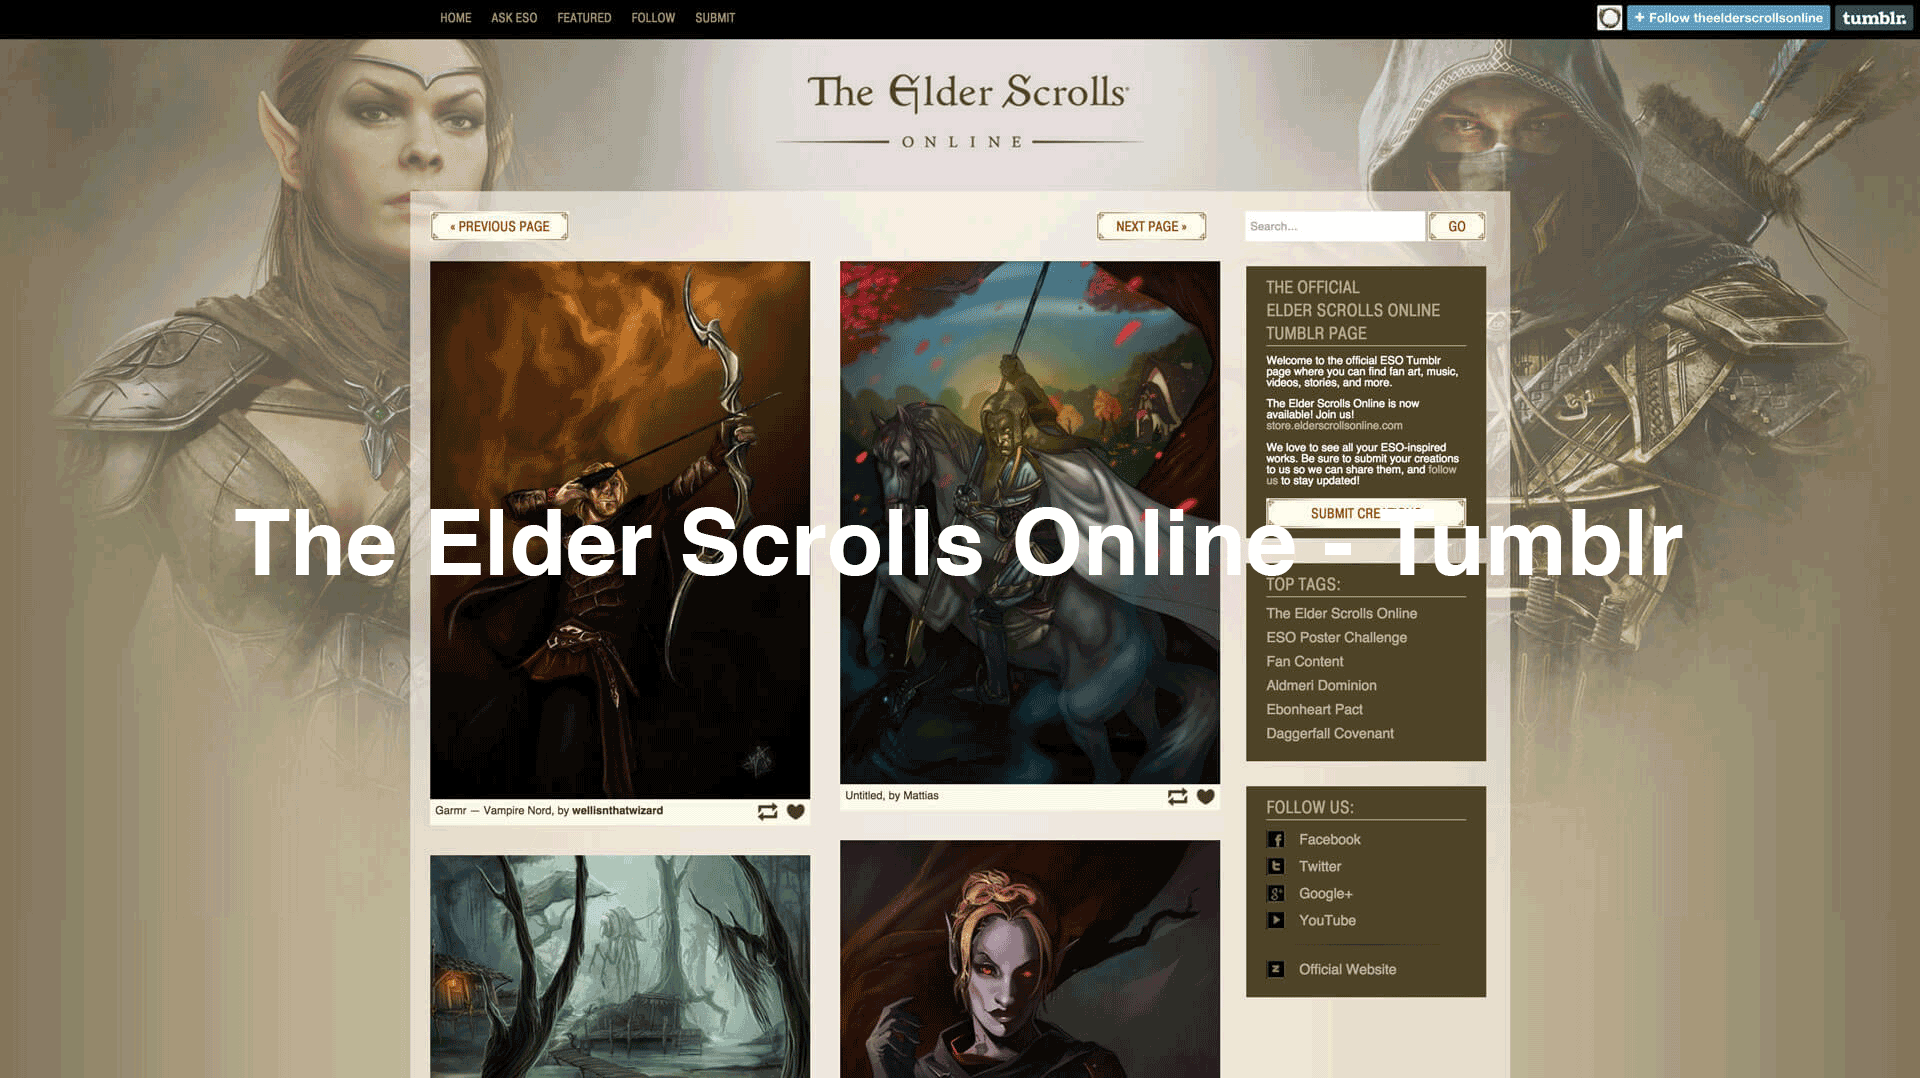 HOME ASK ESO FEATURED FOLLOW SUBMIT
+ Follow theelderscrollsonline
tumblr.
The Elder Scrolls
ONLINE
« PREVIOUS PAGE
NEXT PAGE »
Search...
GO
THE OFFICIAL
ELDER SCROLLS ONLINE
TUMBLR PAGE
Welcome to the official ESO Tumblr
page where you can find fan art, music,
videos, stories, and more.
The Elder Scrolls Online is now
available! Join us!
store.elderscrollsonline.com
We love to see all your ESO-inspired
works. Be sure to submit your creations
to us so we can share them, and follow
us to stay updated!
SUBMIT CREATIONS
The Elder Scrolls Online - Tumblr
TOP TAGS:
The Elder Scrolls Online
ESO Poster Challenge
Fan Content
Aldmeri Dominion
Ebonheart Pact
Daggerfall Covenant
Garmr — Vampire Nord, by wellisnthatwizard
Untitled, by Mattias
FOLLOW US:
Facebook
Twitter
Google+
YouTube
Official Website